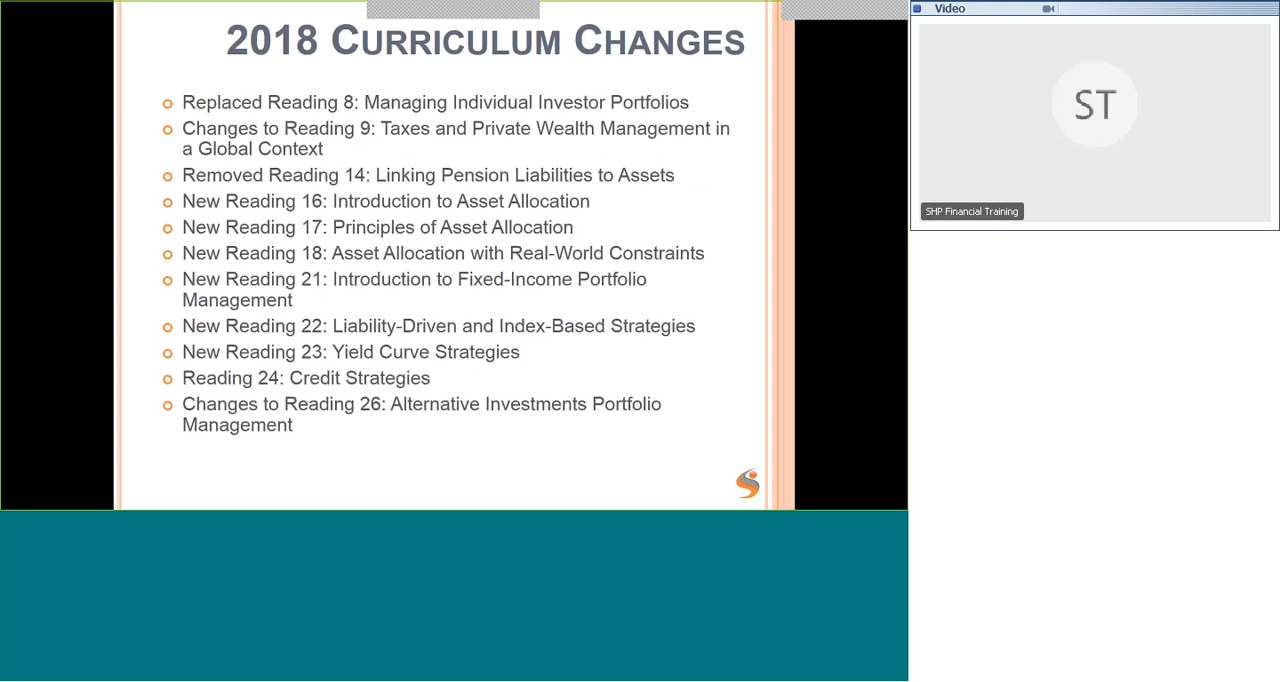 2018 CURRICULUM CHANGES
Replaced Reading 8: Managing Individual Investor Portfolios
Changes to Reading 9: Taxes and Private Wealth Management in
a Global Context
Removed Reading 14: Linking Pension Liabilities to Assets
New Reading 16: Introduction to Asset Allocation
New Reading 17: Principles of Asset Allocation
New Reading 18: Asset Allocation with Real-World Constraints
New Reading 21: Introduction to Fixed-Income Portfolio
Management
New Reading 22: Liability-Driven and Index-Based Strategies
New Reading 23: Yield Curve Strategies
Reading 24: Credit Strategies
Changes to Reading 26: Alternative Investments Portfolio
Management
Video
ST
SHP Financial Training